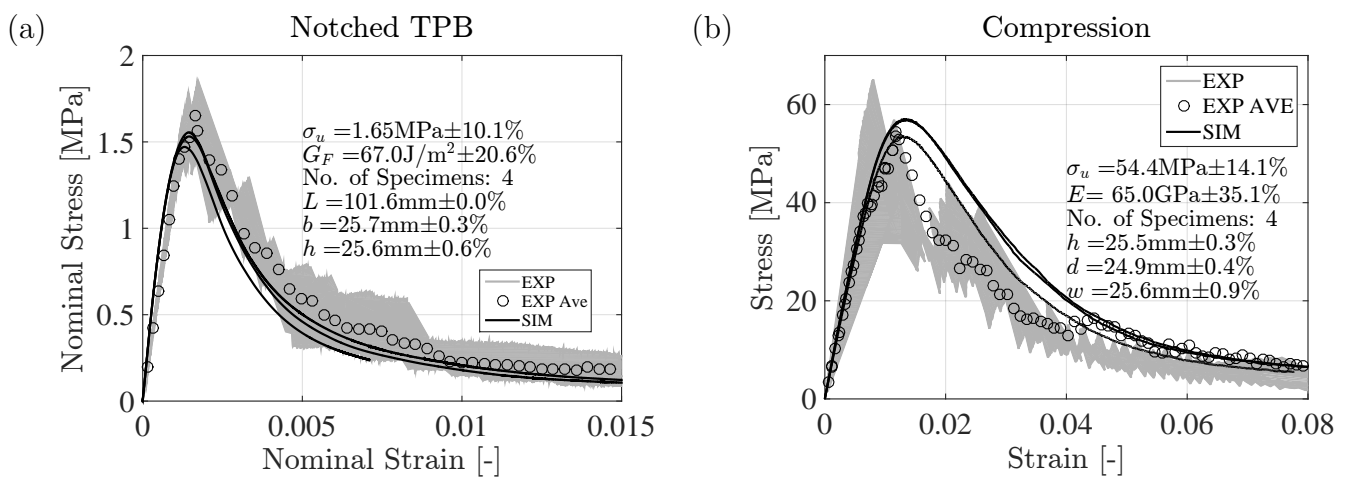 (a)
Notched TPB
Nominal Stress [MPa]
2
1.5
1
0.5
0
σ_u =1.65MPa±10.1%
G_F =67.0J/m²±20.6%
No. of Specimens: 4
L =101.6mm±0.0%
b =25.7mm±0.3%
h =25.6mm±0.6%
EXP
EXP Ave
SIM
0
0.005
0.01
0.015
Nominal Strain [-]
(b)
Compression
Stress [MPa]
60
40
20
0
EXP
EXP AVE
SIM
σ_u =54.4MPa±14.1%
E= 65.0GPa±35.1%
No. of Specimens: 4
h =25.5mm±0.3%
d =24.9mm±0.4%
w =25.6mm±0.9%
0
0.02
0.04
0.06
0.08
Strain [-]